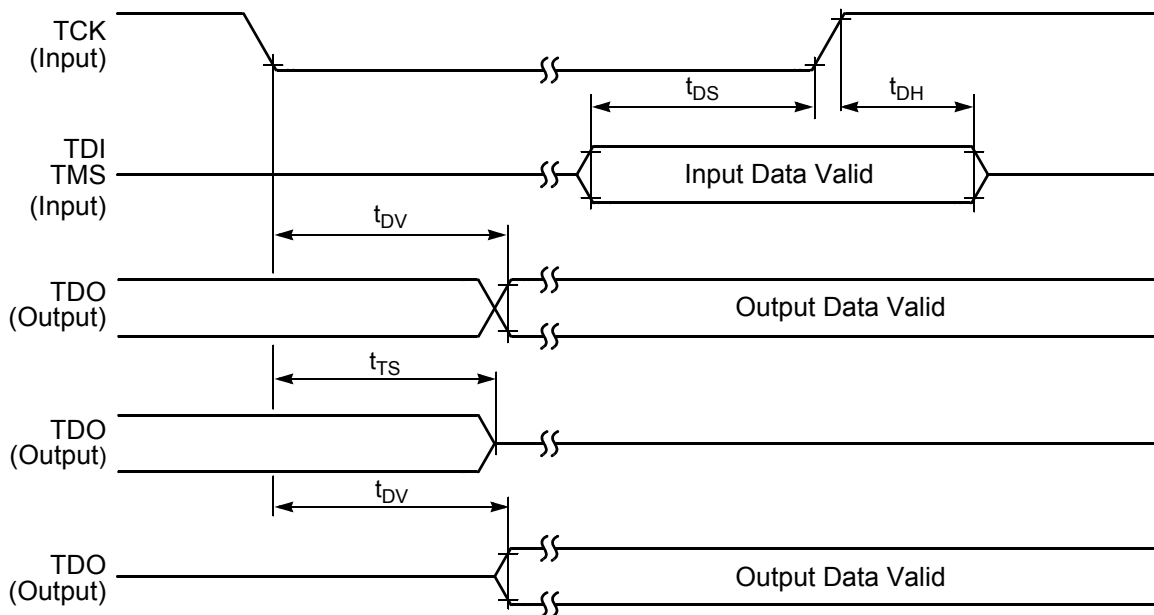 TCK
(Input)
tDS
tDH
TDI
TMS
(Input)
Input Data Valid
tDV
TDO
(Output)
Output Data Valid
tTS
TDO
(Output)
tDV
TDO
(Output)
Output Data Valid